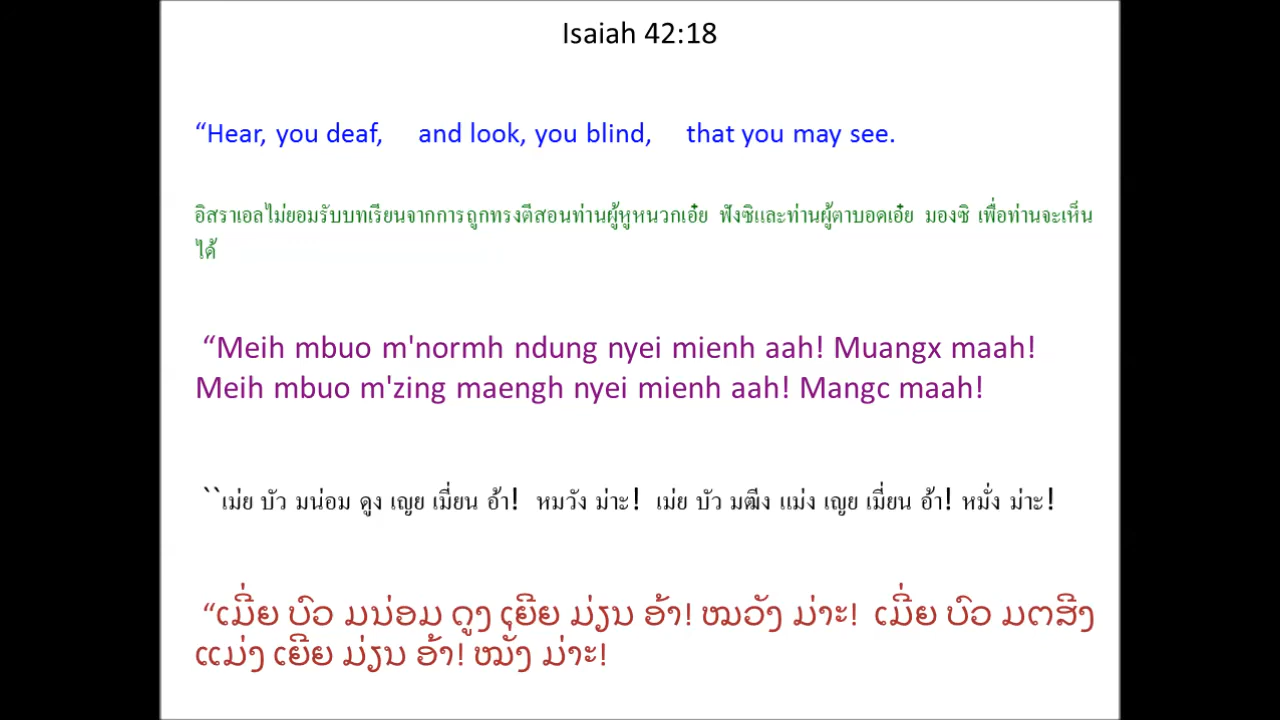 Isaiah 42:18
“Hear, you deaf, and look, you blind, that you may see.
อิสราเอลไม่ยอมรับบทเรียนจากการถูกทรงตีสอนท่านผู้หูหนวกเอ๋ย ฟังซิและท่านผู้ตาบอดเอ๋ย มองซิ เพื่อท่านจะเห็น
ได้
“Meih mbuo m'normh ndung nyei mienh aah! Muangx maah!
Meih mbuo m'zing maengh nyei mienh aah! Mangc maah!
``เม่ย บัว มน่อม ดูง เญย เมี่ยน อ้า! หมวัง ม่าะ! เม่ย บัว มฒีง แม่ง เญย เมี่ยน อ้า! หมั่ง ม่าะ!
“ເມີ່ຍ ບົວ ມນ່ອມ ດູງ ເຍີຍ ມ່ຽນ ອ້າ! ໝວັງ ມ່າະ! ເມີ່ຍ ບົວ ມຕສີງ
ແມ່ງ ເຍີຍ ມ່ຽນ ອ້າ! ໝັ່ງ ມ່າະ!